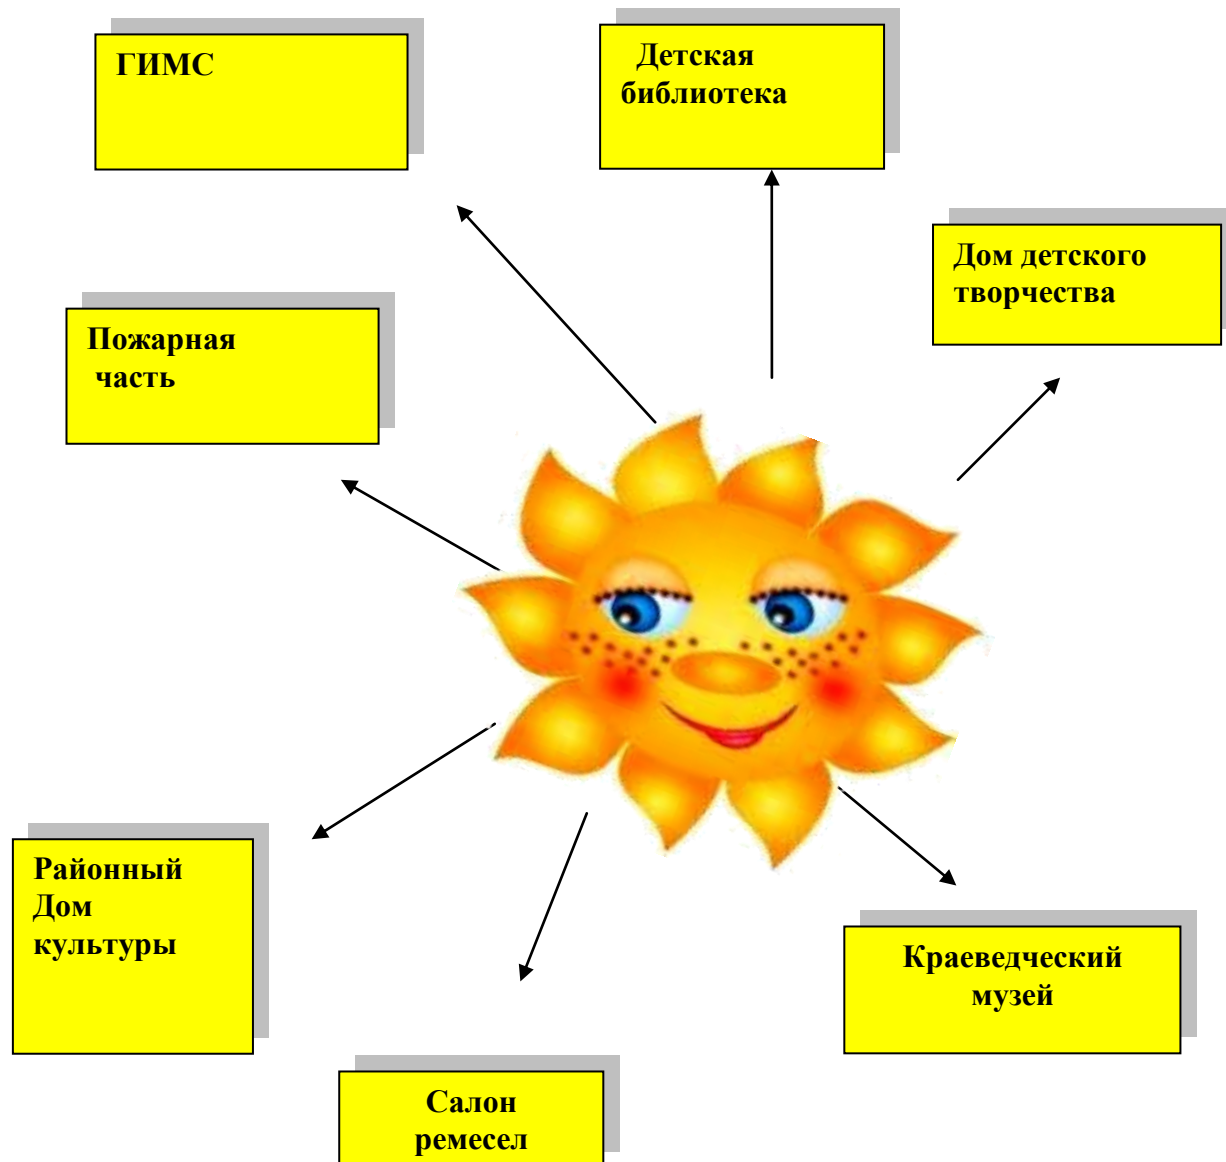 ГИМС
Детская
библиотека
Дом детского
творчества
Пожарная
часть
Районный
Дом
культуры
Краеведческий
музей
Салон
ремесел